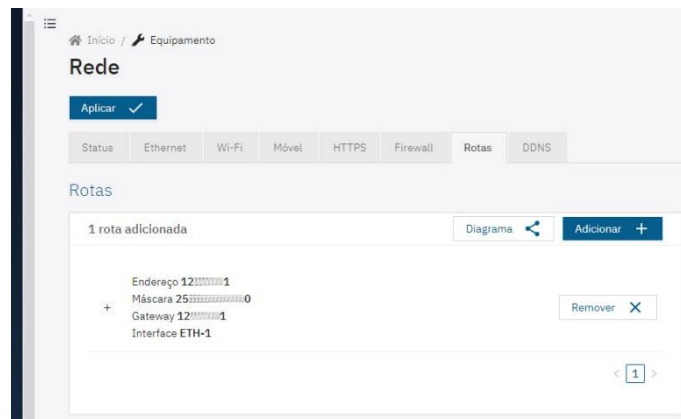 Início / Equipamento
Rede
Aplicar
Status Ethernet Wi-Fi Móvel HTTPS Firewall Rotas DDNS
Rotas
1 rota adicionada Diagrama Adicionar +
Endereço
Máscara
+ Gateway Remover X
Interface ETH-1
< 1 >